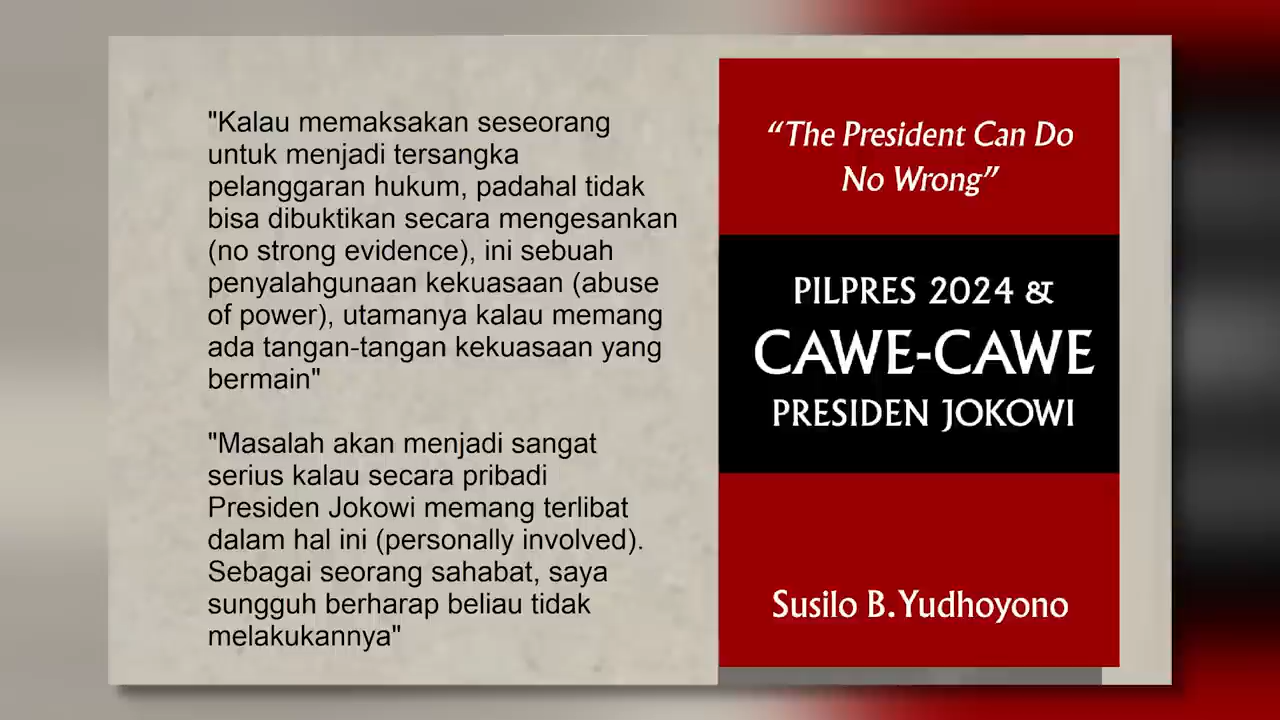 "Kalau memaksakan seseorang
untuk menjadi tersangka
pelanggaran hukum, padahal tidak
bisa dibuktikan secara mengesankan
(no strong evidence), ini sebuah
penyalahgunaan kekuasaan (abuse
of power), utamanya kalau memang
ada tangan-tangan kekuasaan yang
bermain"
"Masalah akan menjadi sangat
serius kalau secara pribadi
Presiden Jokowi memang terlibat
dalam hal ini (personally involved).
Sebagai seorang sahabat, saya
sungguh berharap beliau tidak
melakukannya"
“The President Can Do
No Wrong”
PILPRES 2024 &
CAWE-CAWE
PRESIDEN JOKOWI
Susilo B. Yudhoyono